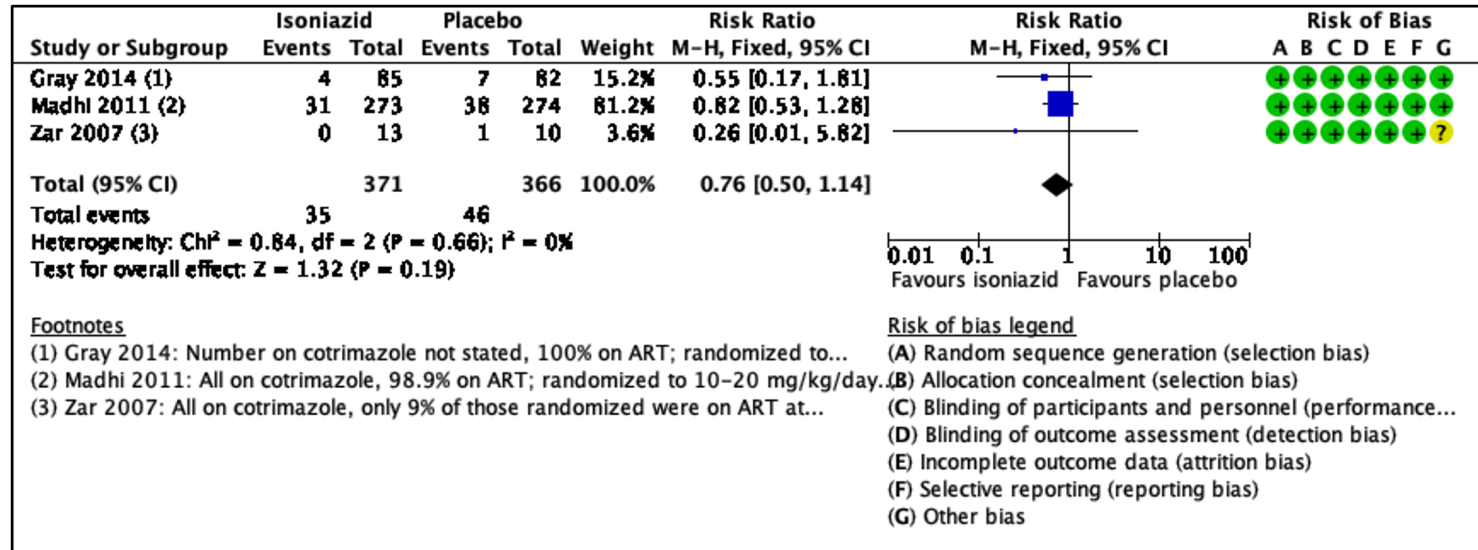 Isoniazid Placebo Risk Ratio Risk Ratio Risk of Bias
Study or Subgroup Events Total Events Total Weight M-H, Fixed, 95% CI M-H, Fixed, 95% CI A B C D E F G
Gray 2014 (1) 4 85 7 82 15.2% 0.55 [0.17, 1.81] + + + + + + +
Madhi 2011 (2) 31 273 38 274 81.2% 0.82 [0.53, 1.28] + + + + + + +
Zar 2007 (3) 0 13 1 10 3.6% 0.26 [0.01, 5.82] + + + + + + ?
Total (95% CI) 371 366 100.0% 0.76 [0.50, 1.14]
Total events 35 46
Heterogeneity: Chi² = 0.84, df = 2 (P = 0.66); I² = 0%
Test for overall effect: Z = 1.32 (P = 0.19)
0.01 0.1 1 10 100
Favours isoniazid Favours placebo
Footnotes
(1) Gray 2014: Number on cotrimazole not stated, 100% on ART; randomized to...
(2) Madhi 2011: All on cotrimazole, 98.9% on ART; randomized to 10-20 mg/kg/day...
(3) Zar 2007: All on cotrimazole, only 9% of those randomized were on ART at...
Risk of bias legend
(A) Random sequence generation (selection bias)
(B) Allocation concealment (selection bias)
(C) Blinding of participants and personnel (performance...
(D) Blinding of outcome assessment (detection bias)
(E) Incomplete outcome data (attrition bias)
(F) Selective reporting (reporting bias)
(G) Other bias